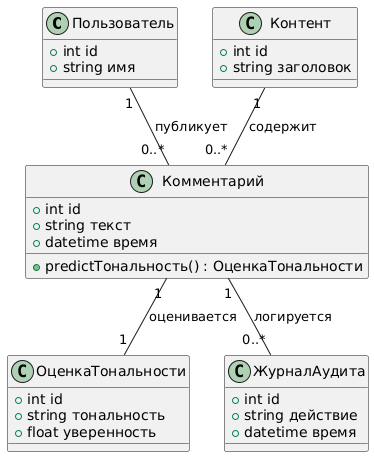 C Пользователь
int id
string имя
C Контент
int id
string заголовок
1
1
публикует
содержит
0..*
0..*
C Комментарий
int id
string текст
datetime время
predictТональность() : ОценкаТональности
1
1
оценивается
логируется
1
0..*
C ОценкаТональности
int id
string тональность
float уверенность
C ЖурналАудита
int id
string действие
datetime время